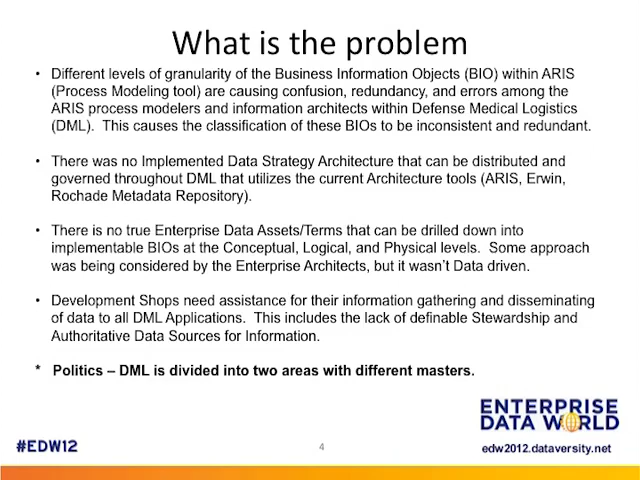 What is the problem
• Different levels of granularity of the Business Information Objects (BIO) within ARIS
(Process Modeling tool) are causing confusion, redundancy, and errors among the
ARIS process modelers and information architects within Defense Medical Logistics
(DML).  This causes the classification of these BIOs to be inconsistent and redundant.
• There was no Implemented Data Strategy Architecture that can be distributed and
governed throughout DML that utilizes the current Architecture tools (ARIS, Erwin,
Rochade Metadata Repository).
• There is no true Enterprise Data Assets/Terms that can be drilled down into
implementable BIOs at the Conceptual, Logical, and Physical levels.  Some approach
was being considered by the Enterprise Architects, but it wasn't Data driven.
• Development Shops need assistance for their information gathering and disseminating
of data to all DML Applications.  This includes the lack of definable Stewardship and
Authoritative Data Sources for Information.
* Politics – DML is divided into two areas with different masters.
ENTERPRISE
DATA WORLD
#EDW12
4
edw2012.dataversity.net